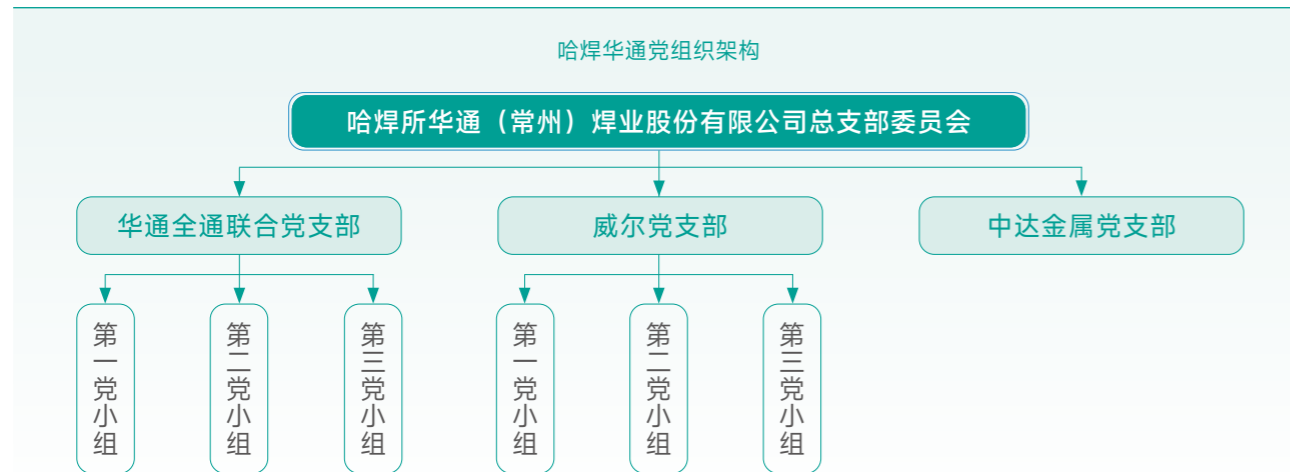 哈焊华通党组织架构
哈焊所华通（常州）焊业股份有限公司总支部委员会
华通全通联合党支部
威尔党支部
中达金属党支部
第一党小组
第二党小组
第三党小组
第一党小组
第二党小组
第三党小组